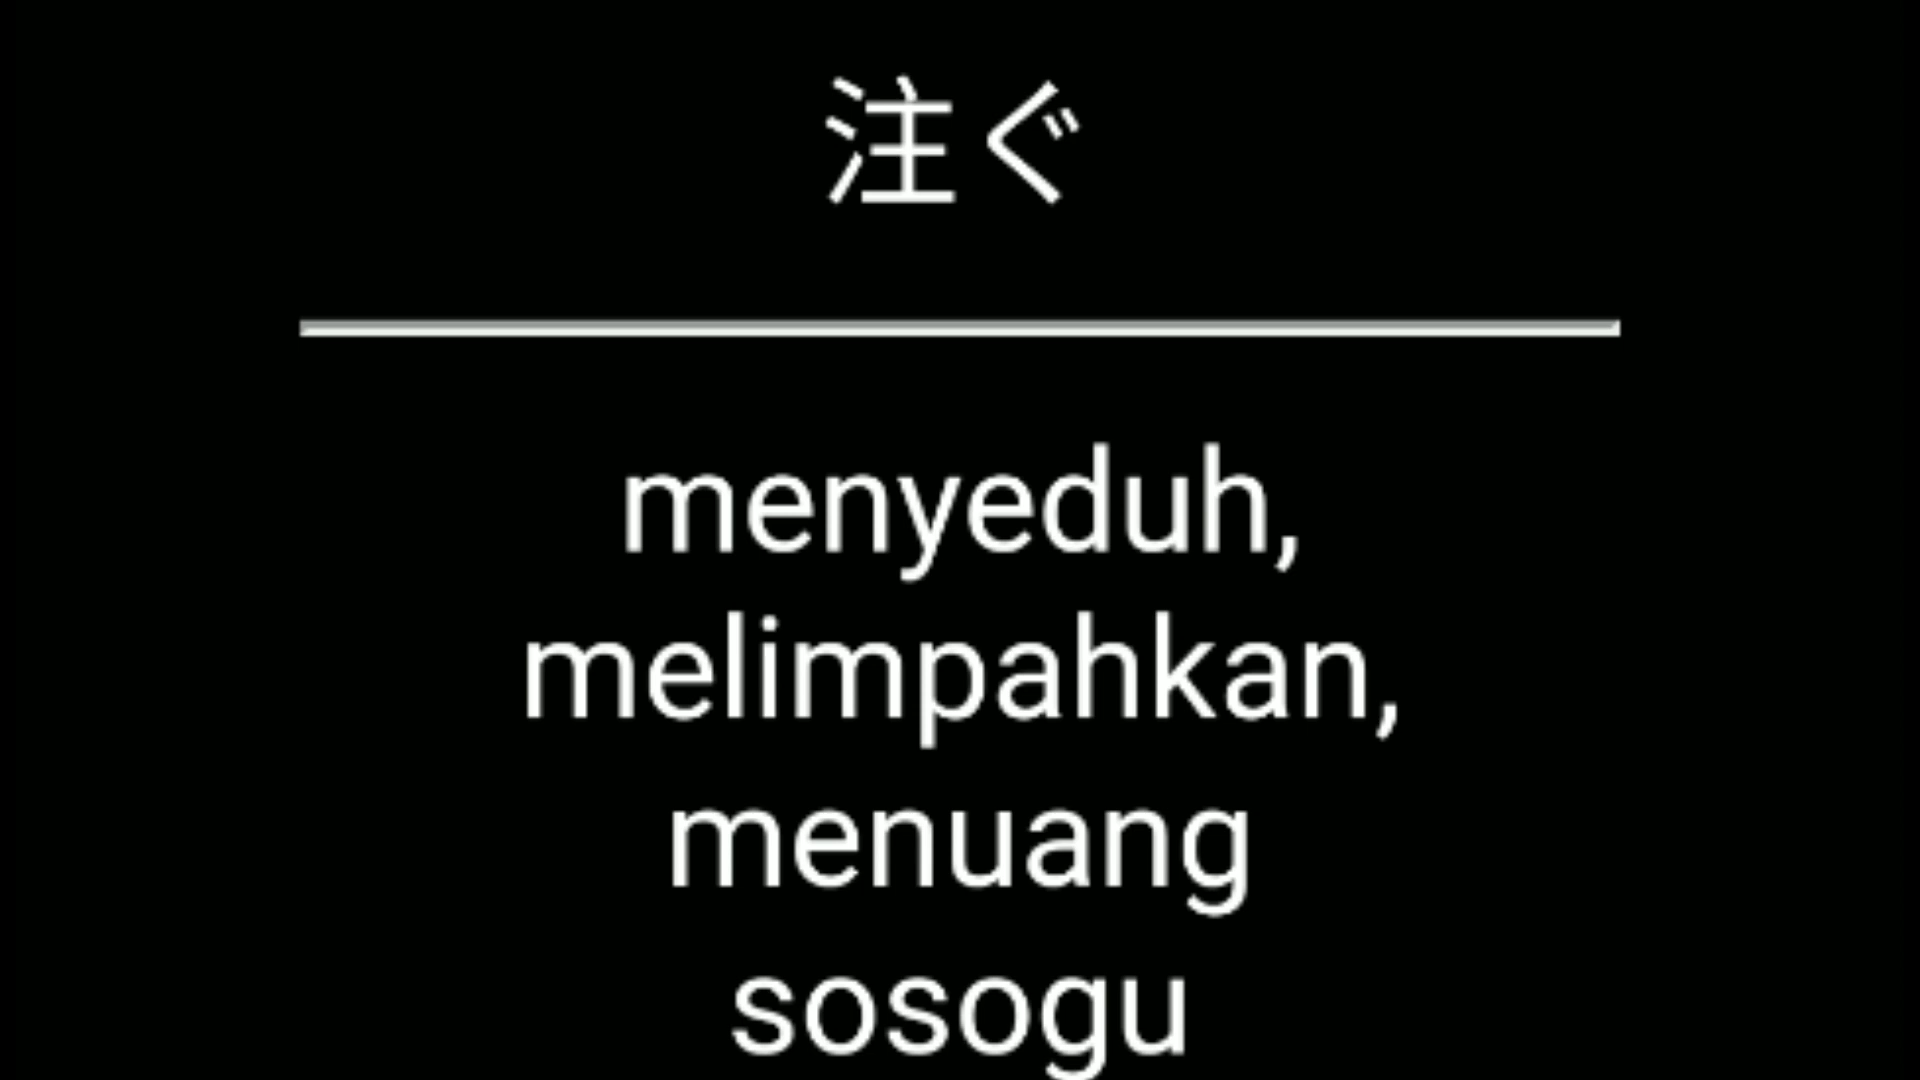 注ぐ
menyeduh,
melimpahkan,
menuang
sosogu